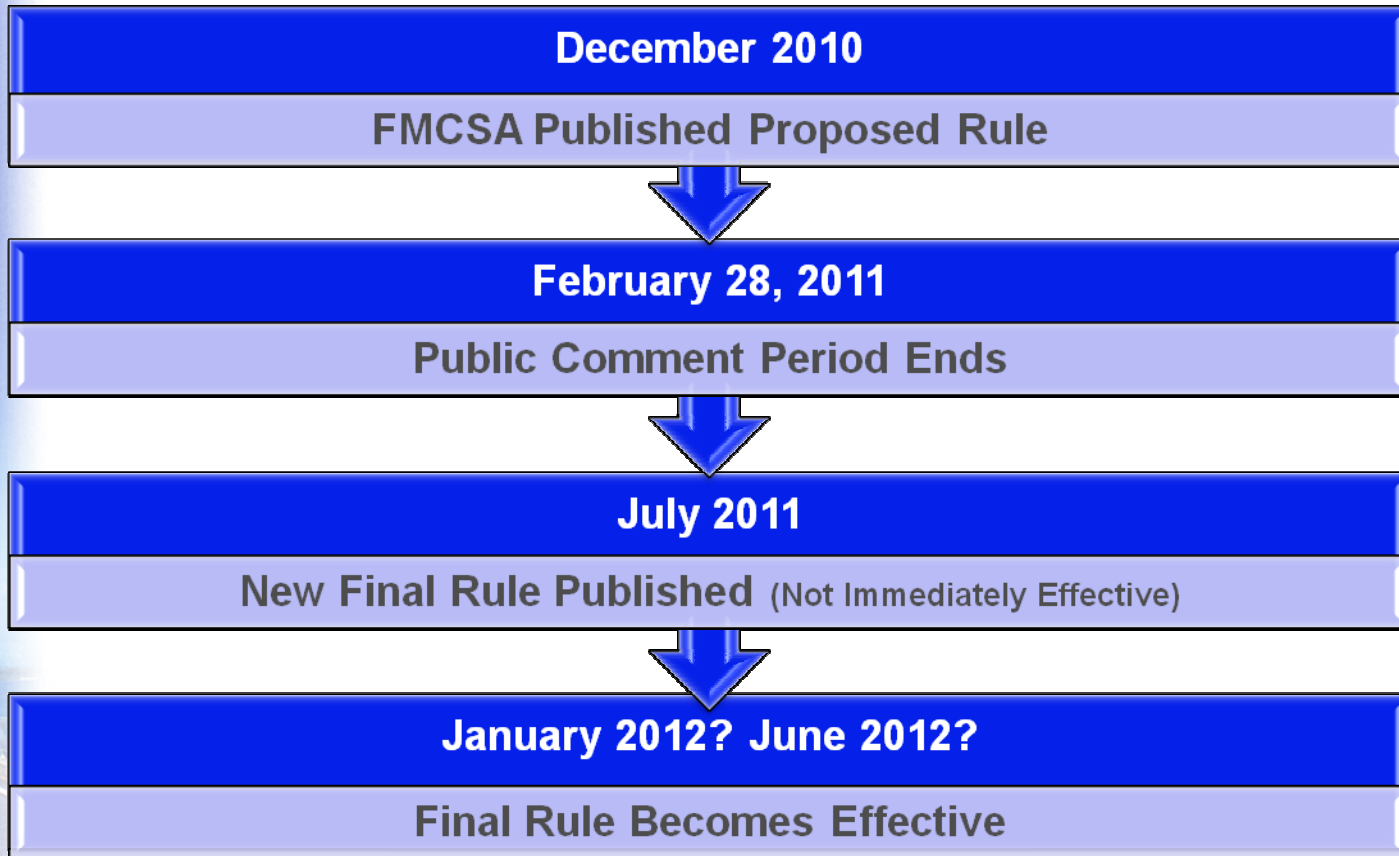 December 2010
FMCSA Published Proposed Rule
February 28, 2011
Public Comment Period Ends
July 2011
New Final Rule Published (Not Immediately Effective)
January 2012? June 2012?
Final Rule Becomes Effective